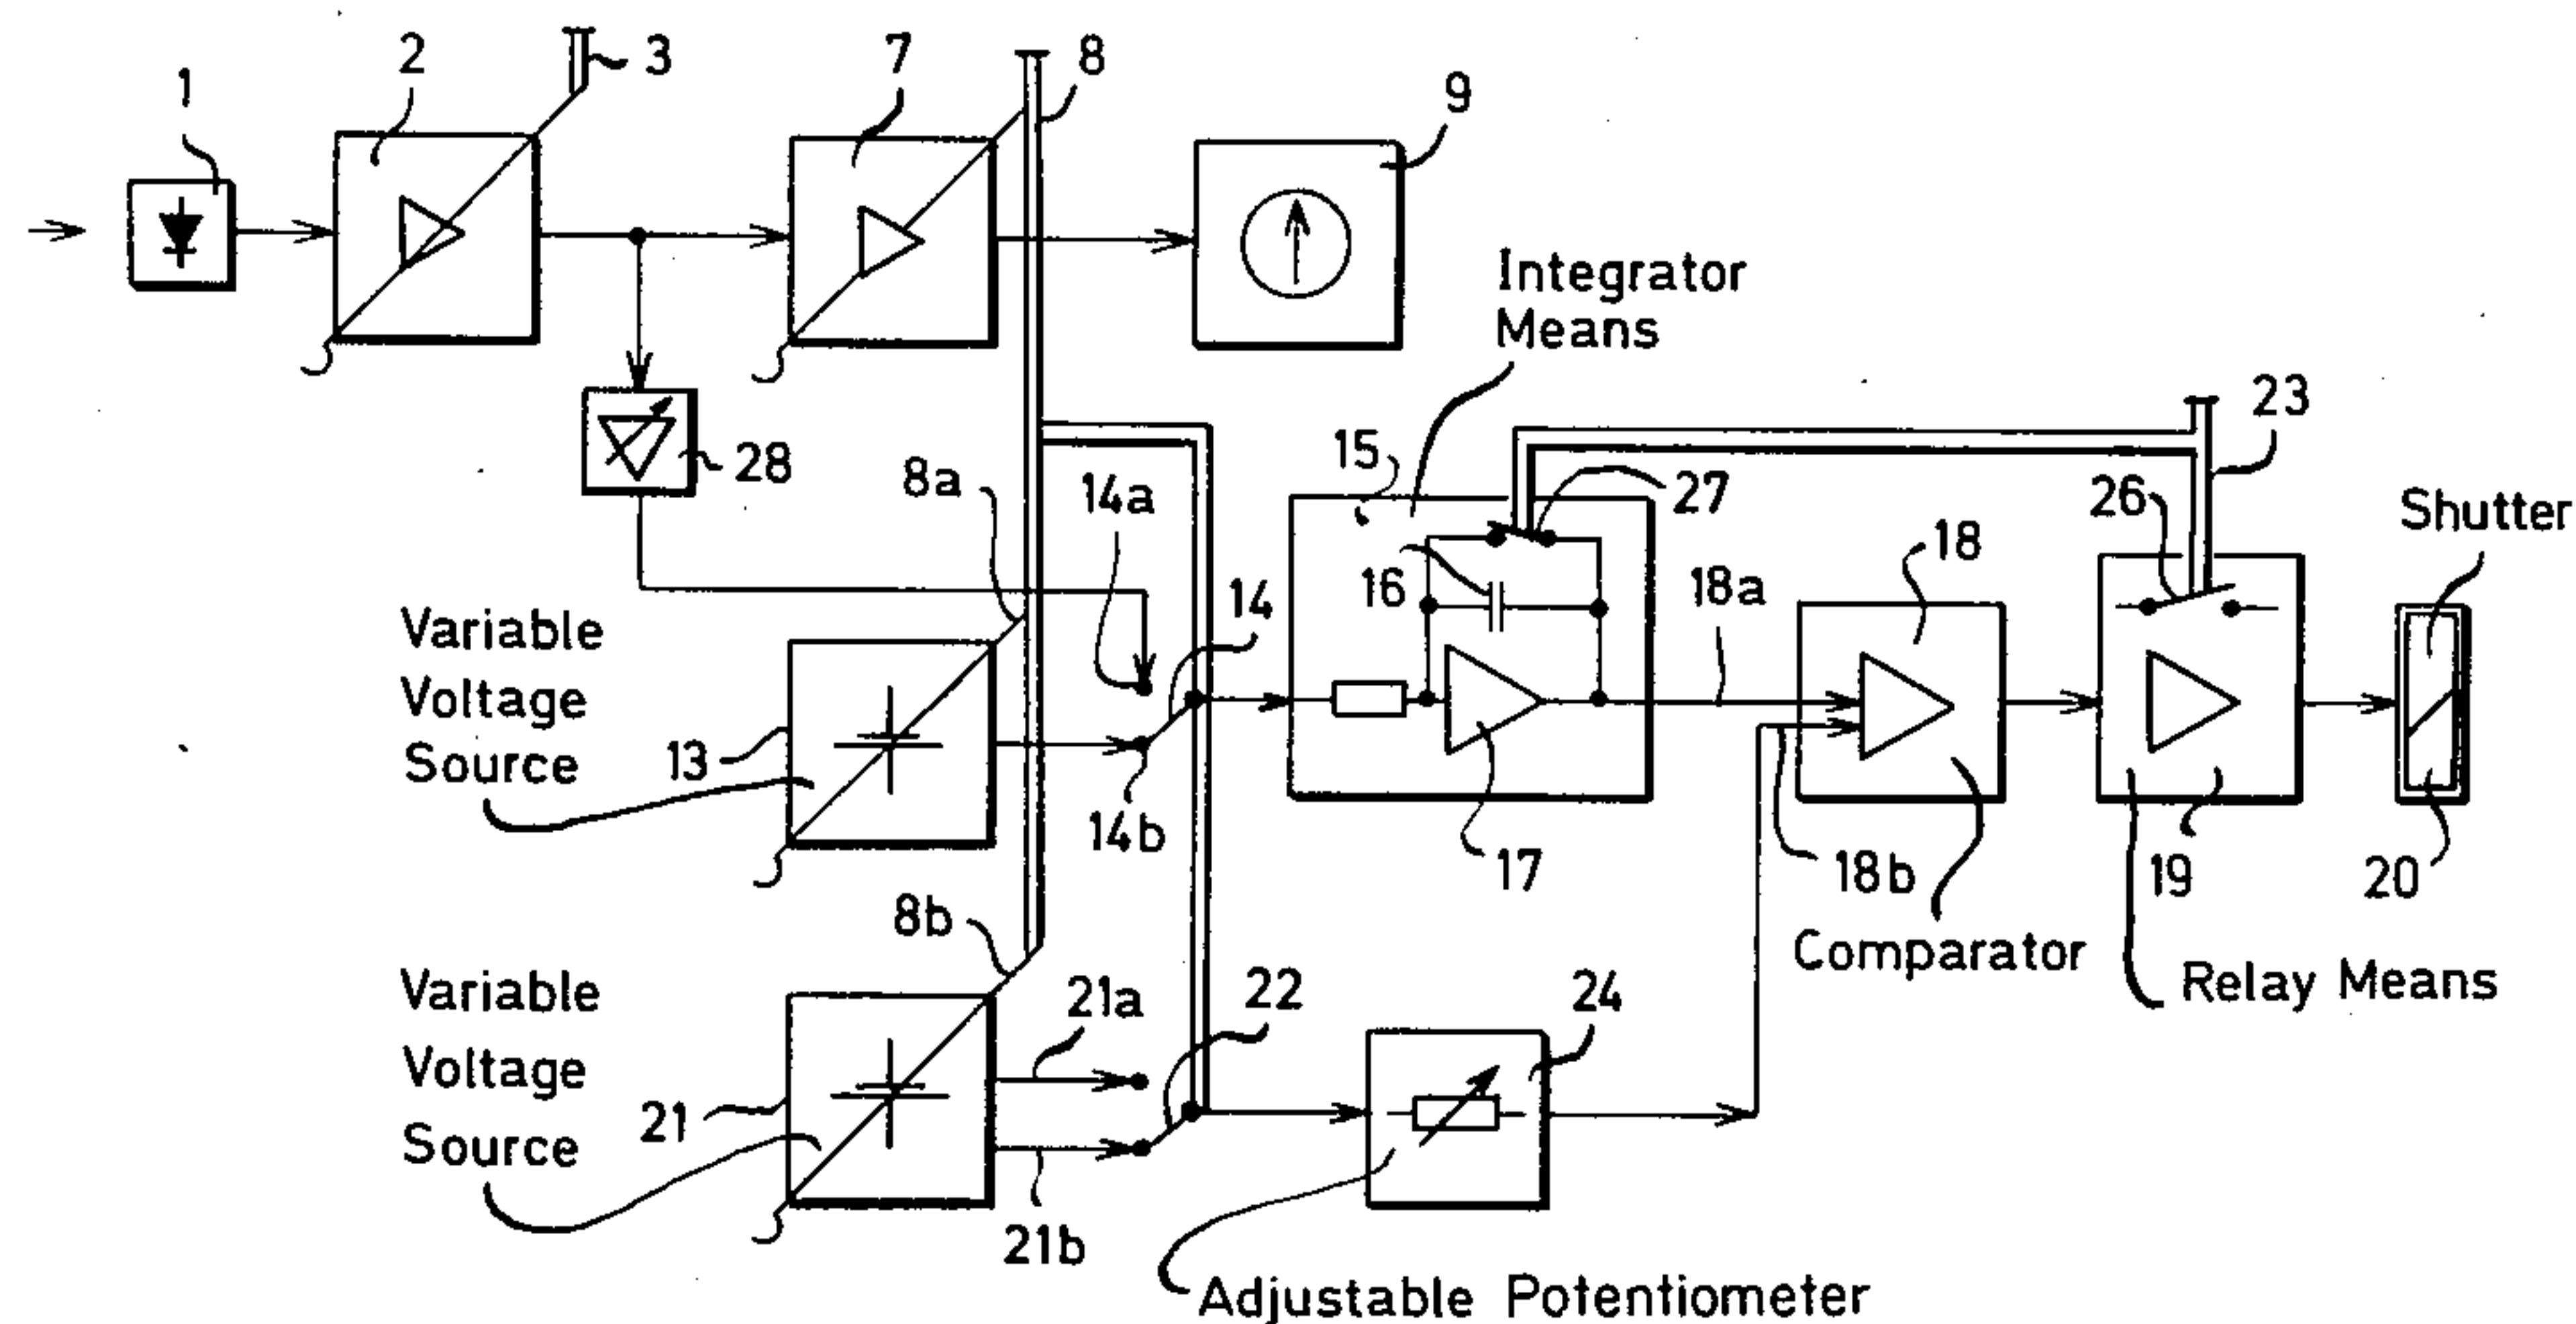 1
2
3
7
8
9
Integrator
Means
28
8a
14a
15
27
23
26
Shutter
16
14
18a
18
Variable
Voltage
Source
13
14b
17
18b
19
20
8b
Comparator
Relay Means
Variable
Voltage
Source
21
21a
22
24
21b
Adjustable Potentiometer